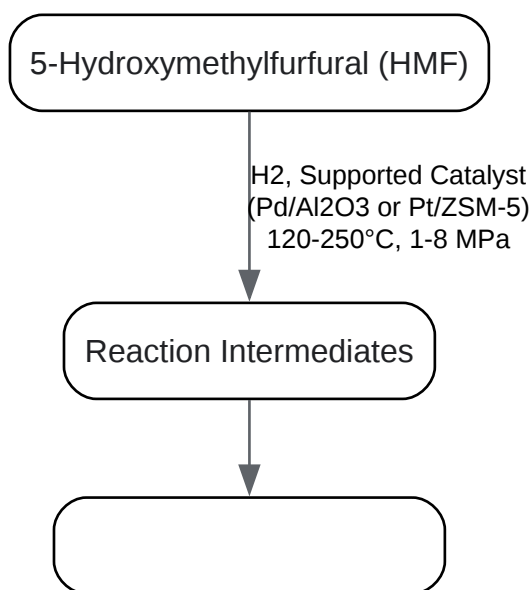 5-Hydroxymethylfurfural (HMF)
H2, Supported Catalyst
(Pd/Al2O3 or Pt/ZSM-5)
120-250°C, 1-8 MPa
Reaction Intermediates